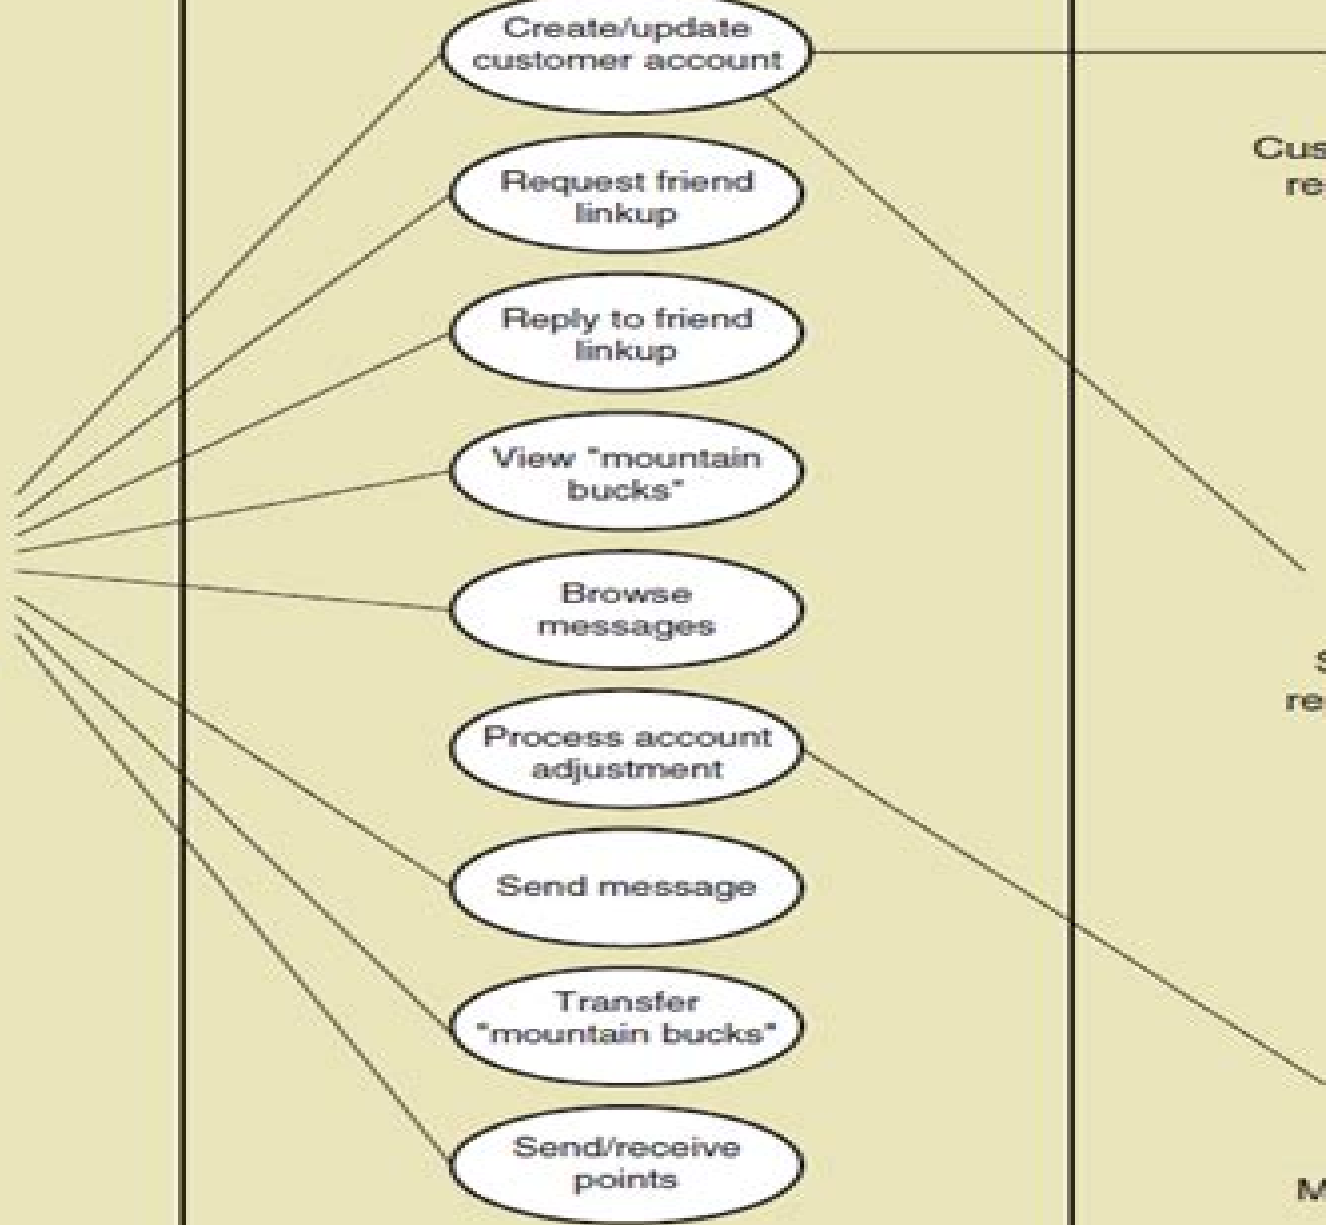 Create/update
customer account
Request friend
linkup
Reply to friend
linkup
View "mountain
bucks"
Browse
messages
Process account
adjustment
Send message
Transfer
"mountain bucks"
Send/receive
points